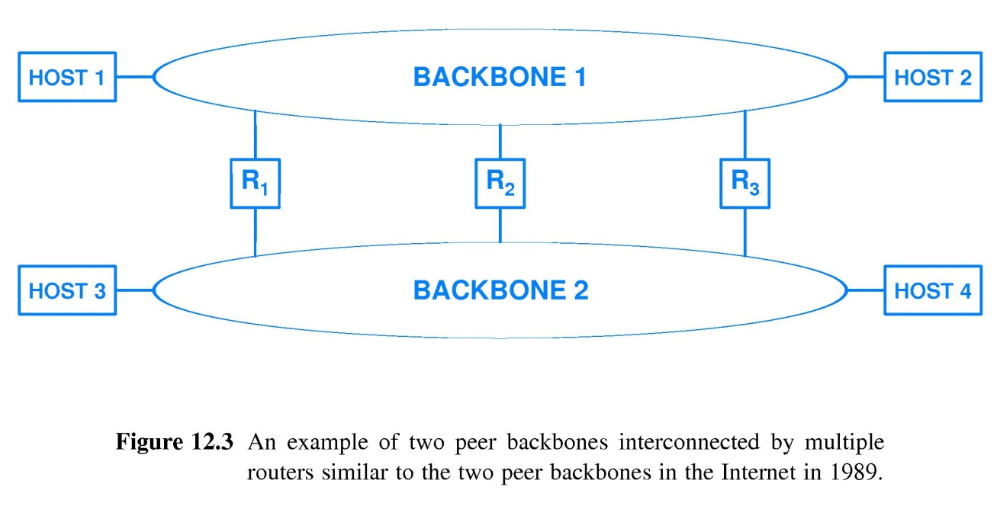 HOST 1
BACKBONE 1
HOST 2
R1
R2
R3
HOST 3
BACKBONE 2
HOST 4
Figure 12.3 An example of two peer backbones interconnected by multiple
routers similar to the two peer backbones in the Internet in 1989.